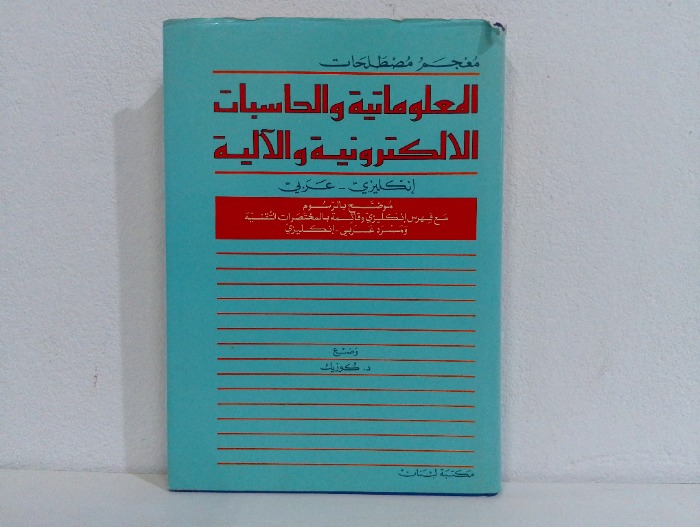 معجم مصطلحات
المعلوماتية والحاسبات
الالكترونية والآلية
إنكليزي - عربي
موضح بالرسوم
مع فهرس إنكليزي وقائمة بالمختصرات التقنية
ومسرد عربي - إنكليزي
وضع
د. كوزيك
مكتبة لبنان